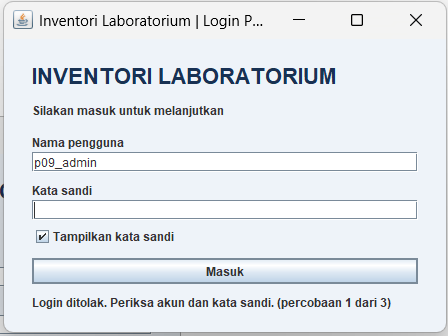 Inventori Laboratorium | Login P...
INVENTORI LABORATORIUM
Silakan masuk untuk melanjutkan
Nama pengguna
p09_admin
Kata sandi
Tampilkan kata sandi
Masuk
Login ditolak. Periksa akun dan kata sandi. (percobaan 1 dari 3)